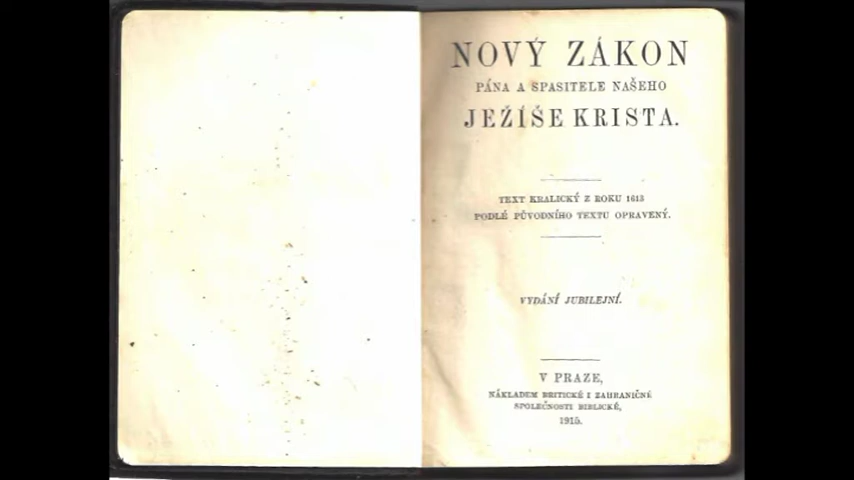 NOVÝ ZÁKON
PÁNA A SPASITELE NAŠEHO
JEŽÍŠE KRISTA.
TEXT KRALICKÝ Z ROKU 1613
PODLÉ PŮVODNÍHO TEXTU OPRAVENÝ.
VYDÁNÍ JUBILEJNÍ.
V PRAZE,
NÁKLADEM BRITICKÉ I ZAHRANIČNÉ
SPOLEČNOSTI BIBLICKÉ,
1915.